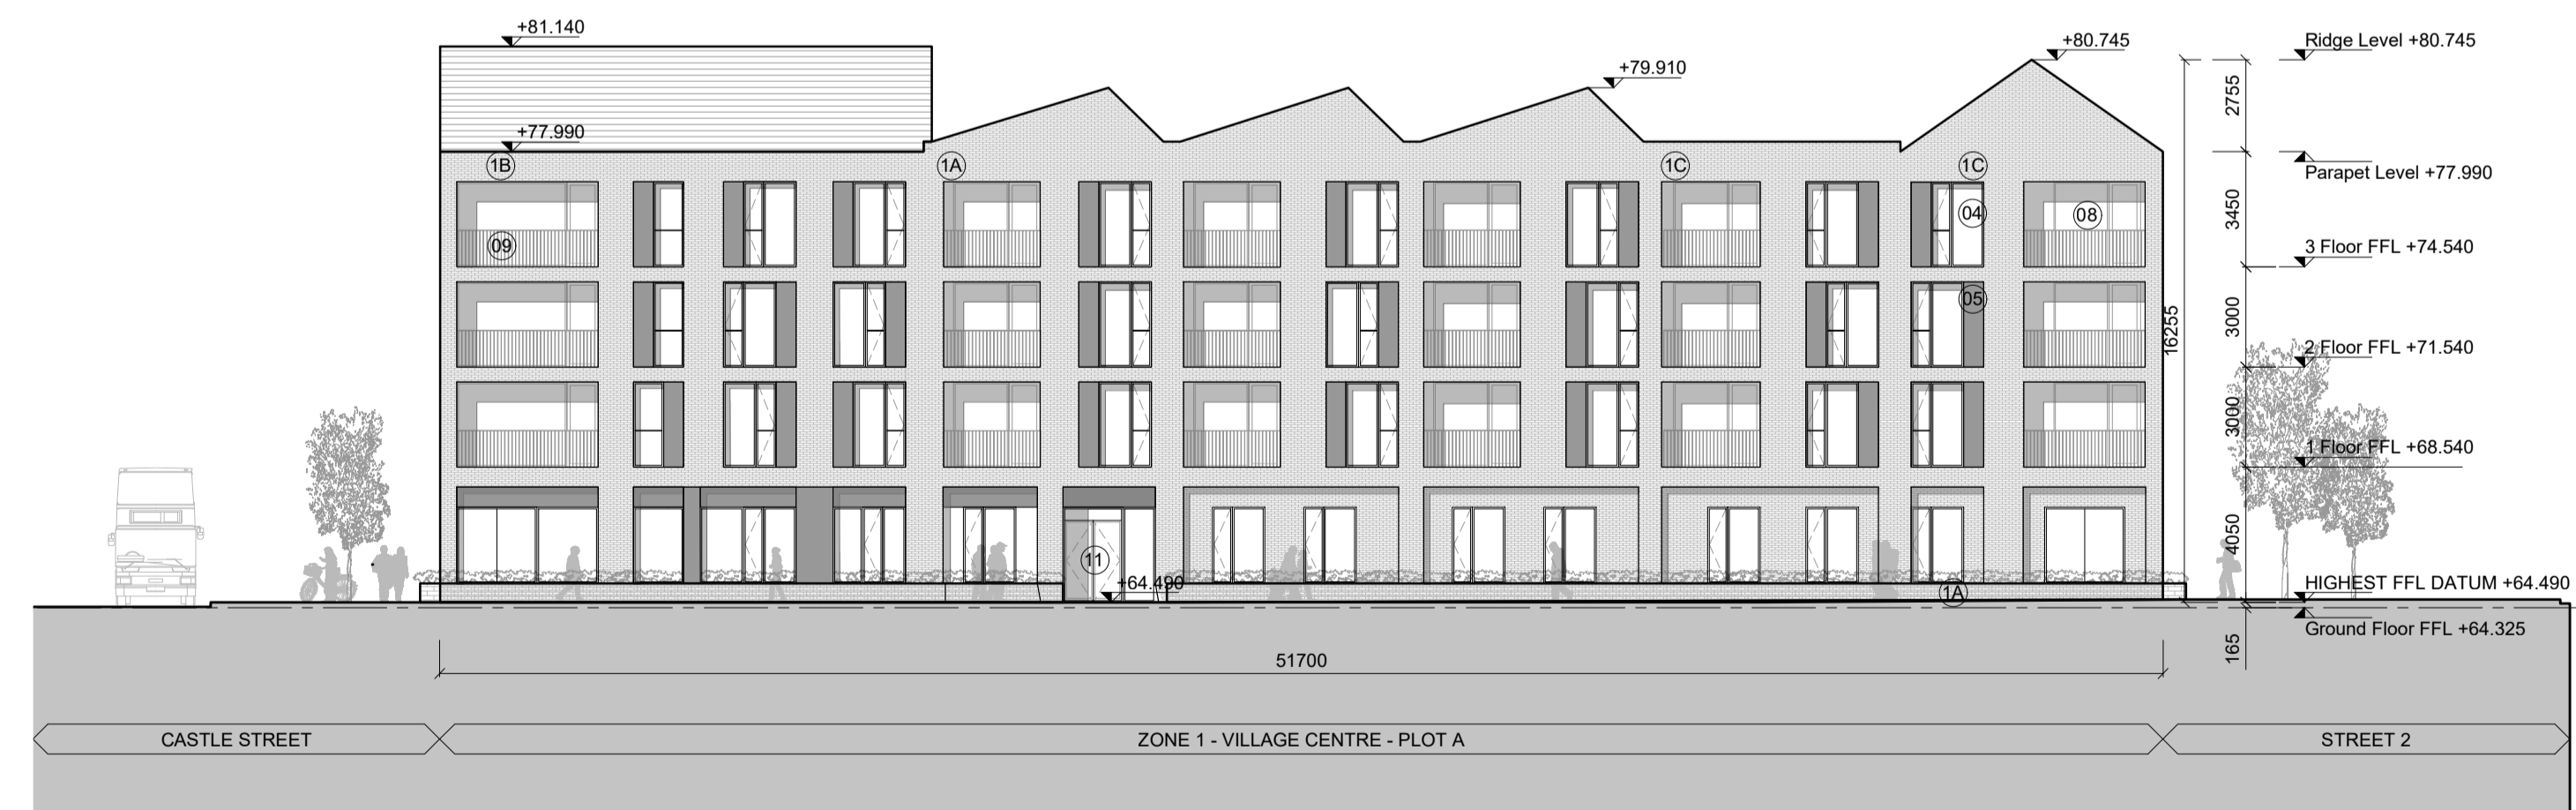 +81.140
+80.745
Ridge Level +80.745
+79.910
2755
+77.990
1B
1A
1C
1C
Parapet Level +77.990
04
08
3450
09
3 Floor FFL +74.540
05
3000
16255
2 Floor FFL +71.540
3000
1 Floor FFL +68.540
4050
11
+64.490
1A
HIGHEST FFL DATUM +64.490
Ground Floor FFL +64.325
165
51700
CASTLE STREET
ZONE 1 - VILLAGE CENTRE - PLOT A
STREET 2